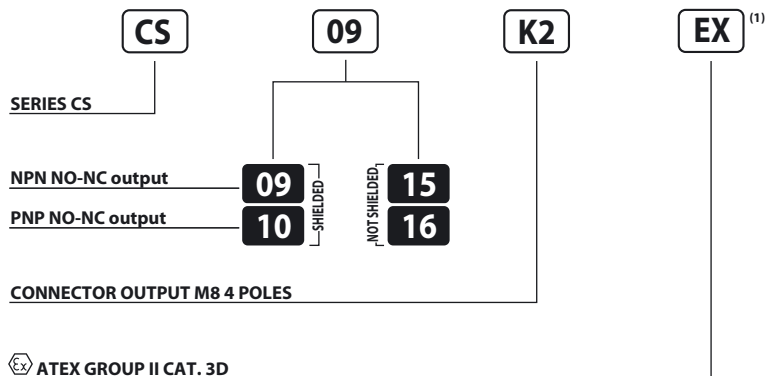 CS 09 K2 EX (1)
SERIES CS
NPN NO-NC output 09 15
PNP NO-NC output 10 16
SHIELDED
NOT SHIELDED
CONNECTOR OUTPUT M8 4 POLES
Ex ATEX GROUP II CAT. 3D